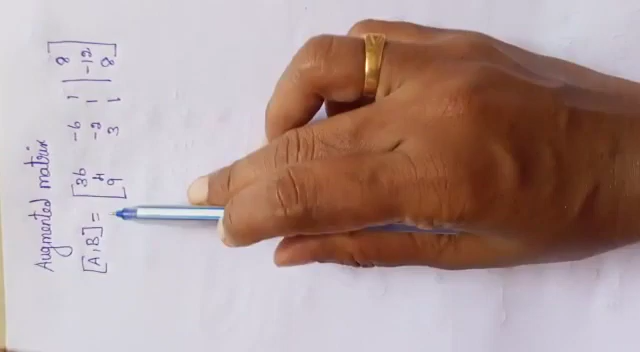 Augmented matrix
[A,B] = [36 -6 1 | 8
4 -2 1 | -12
9 3 1 | 8]